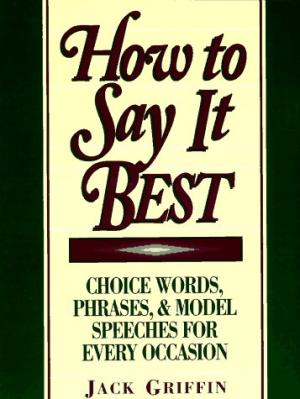 How to
Say It
BEST
CHOICE WORDS,
PHRASES, & MODEL
SPEECHES FOR
EVERY OCCASION
JACK GRIFFIN